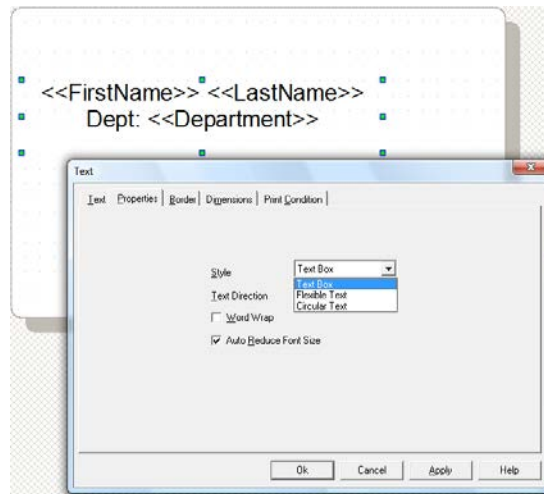 <<FirstName>> <<LastName>>
Dept: <<Department>>
Text
Text Properties Border Dimensions Print Condition
Style Text Box
Text Box
Text Direction Flexible Text
Circular Text
Word Wrap
Auto Reduce Font Size
Ok Cancel Apply Help